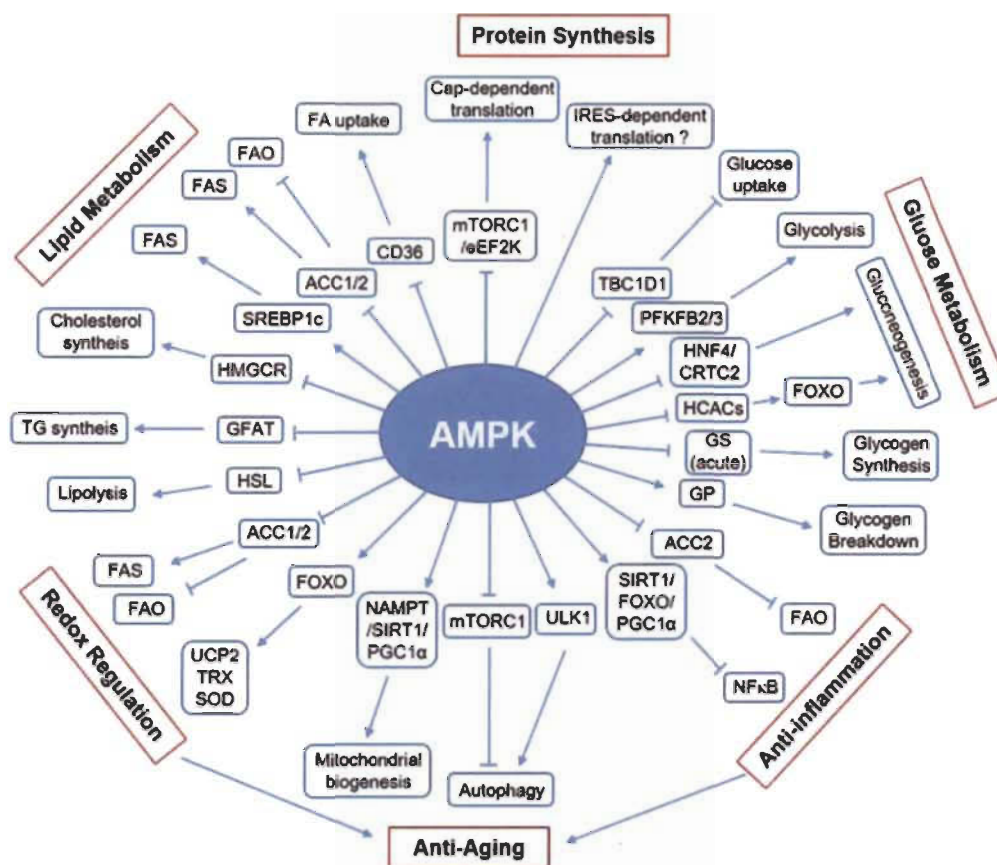 Protein Synthesis
Cap-dependent
translation
FA uptake
IRES-dependent
translation ?
Lipid Metabolism
FAO
FAS
FAS
Glucose
uptake
Gluose Metabolism
mTORC1
/eEF2K
CD36
ACC1/2
SREBP1c
TBC1D1
Glycolysis
PFKFB2/3
Gluconeogenesis
Cholesterol
syntheis
HMGCR
HNF4/
CRTC2
HCACs
FOXO
AMPK
TG syntheis
GFAT
GS
(acute)
Glycogen
Synthesis
Lipolysis
HSL
GP
Glycogen
Breakdown
ACC1/2
ACC2
FAS
FAO
FOXO
NAMPT
/SIRT1/
PGC1α
mTORC1
ULK1
SIRT1/
FOXO/
PGC1α
FAO
Redox Regulation
UCP2
TRX
SOD
NFκB
Anti-inflammation
Mitochondrial
biogenesis
Autophagy
Anti-Aging